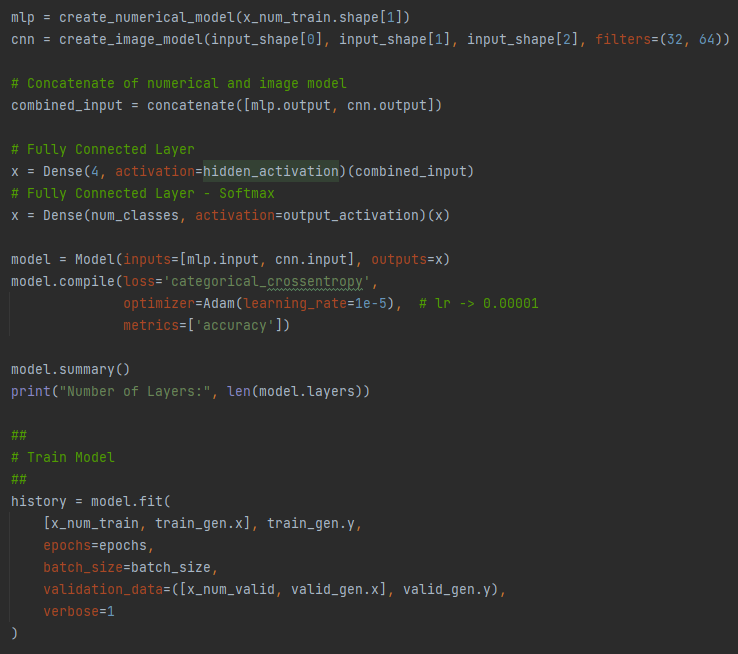 mlp = create_numerical_model(x_num_train.shape[1])
cnn = create_image_model(input_shape[0], input_shape[1], input_shape[2], filters=(32, 64))

# Concatenate of numerical and image model
combined_input = concatenate([mlp.output, cnn.output])

# Fully Connected Layer
x = Dense(4, activation=hidden_activation)(combined_input)
# Fully Connected Layer - Softmax
x = Dense(num_classes, activation=output_activation)(x)

model = Model(inputs=[mlp.input, cnn.input], outputs=x)
model.compile(loss='categorical_crossentropy',
              optimizer=Adam(learning_rate=1e-5),  # lr -> 0.00001
              metrics=['accuracy'])

model.summary()
print("Number of Layers:", len(model.layers))

##
# Train Model
##
history = model.fit(
    [x_num_train, train_gen.x], train_gen.y,
    epochs=epochs,
    batch_size=batch_size,
    validation_data=([x_num_valid, valid_gen.x], valid_gen.y),
    verbose=1
)